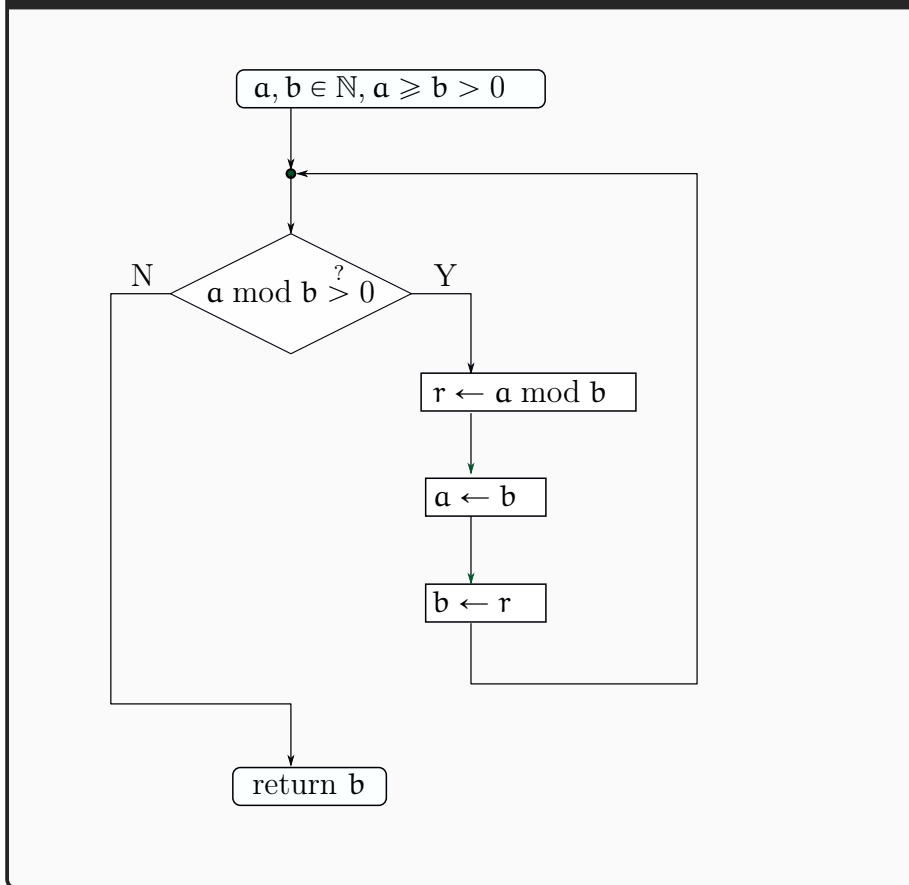 a, b ∈ ℕ, a ⩾ b > 0
N
a mod b >? 0
Y
r ← a mod b
a ← b
b ← r
return b